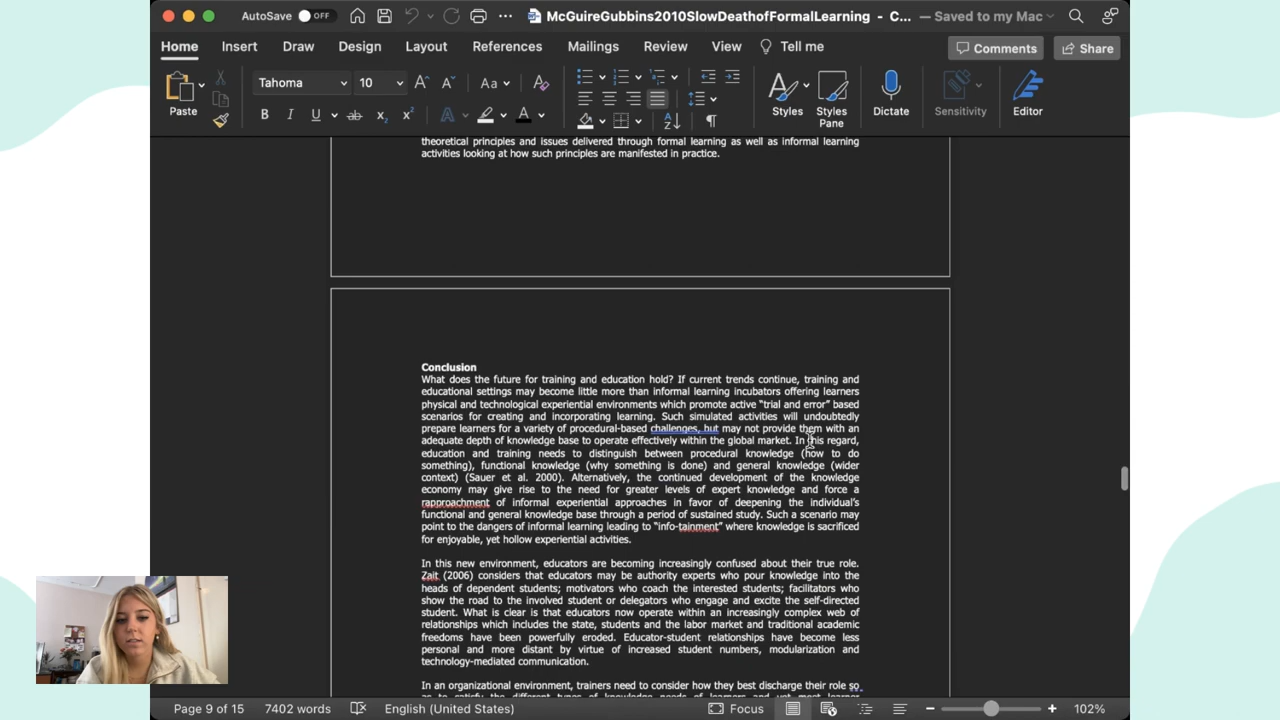 AutoSave OFF McGuireGubbins2010SlowDeathofFormalLearning - C... — Saved to my Mac
Home Insert Draw Design Layout References Mailings Review View Tell me Comments Share
Tahoma 10
Paste Styles Styles Pane Dictate Sensitivity Editor
theoretical principles and issues delivered through formal learning as well as informal learning
activities looking at how such principles are manifested in practice.
Conclusion
What does the future for training and education hold? If current trends continue, training and
educational settings may become little more than informal learning incubators offering learners
physical and technological experiential environments which promote active “trial and error” based
scenarios for creating and incorporating learning. Such simulated activities will undoubtedly
prepare learners for a variety of procedural-based challenges, but may not provide them with an
adequate depth of knowledge base to operate effectively within the global market. In this regard,
education and training needs to distinguish between procedural knowledge (how to do
something), functional knowledge (why something is done) and general knowledge (wider
context) (Sauer et al. 2000). Alternatively, the continued development of the knowledge
economy may give rise to the need for greater levels of expert knowledge and force a
rapproachment of informal experiential approaches in favor of deepening the individual’s
functional and general knowledge base through a period of sustained study. Such a scenario may
point to the dangers of informal learning leading to “info-tainment” where knowledge is sacrificed
for enjoyable, yet hollow experiential activities.
In this new environment, educators are becoming increasingly confused about their true role.
Zait (2006) considers that educators may be authority experts who pour knowledge into the
heads of dependent students; motivators who coach the interested students; facilitators who
show the road to the involved student or delegators who engage and excite the self-directed
student. What is clear is that educators now operate within an increasingly complex web of
relationships which includes the state, students and the labor market and traditional academic
freedoms have been powerfully eroded. Educator-student relationships have become less
personal and more distant by virtue of increased student numbers, modularization and
technology-mediated communication.
In an organizational environment, trainers need to consider how they best discharge their role so
as to satisfy the different types of knowledge needs of learners and yet meet learner
Page 9 of 15 7402 words English (United States) Focus 102%